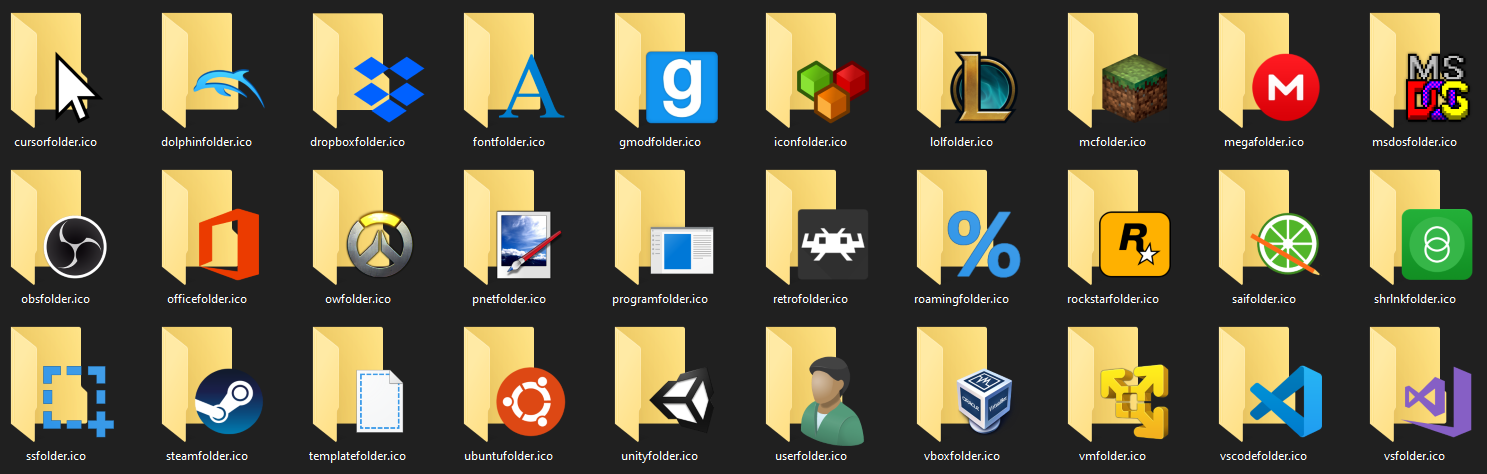 g
M
MS
DOS
cursorfolder.ico
dolphinfolder.ico
dropboxfolder.ico
fontfolder.ico
gmodfolder.ico
iconfolder.ico
lolfolder.ico
mcfolder.ico
megafolder.ico
msdosfolder.ico
R
obsfolder.ico
officefolder.ico
owfolder.ico
pnetfolder.ico
programfolder.ico
retrofolder.ico
roamingfolder.ico
rockstarfolder.ico
saifolder.ico
shrlnkfolder.ico
ssfolder.ico
steamfolder.ico
templatefolder.ico
ubuntufolder.ico
unityfolder.ico
userfolder.ico
vboxfolder.ico
vmfolder.ico
vscodefolder.ico
vsfolder.ico